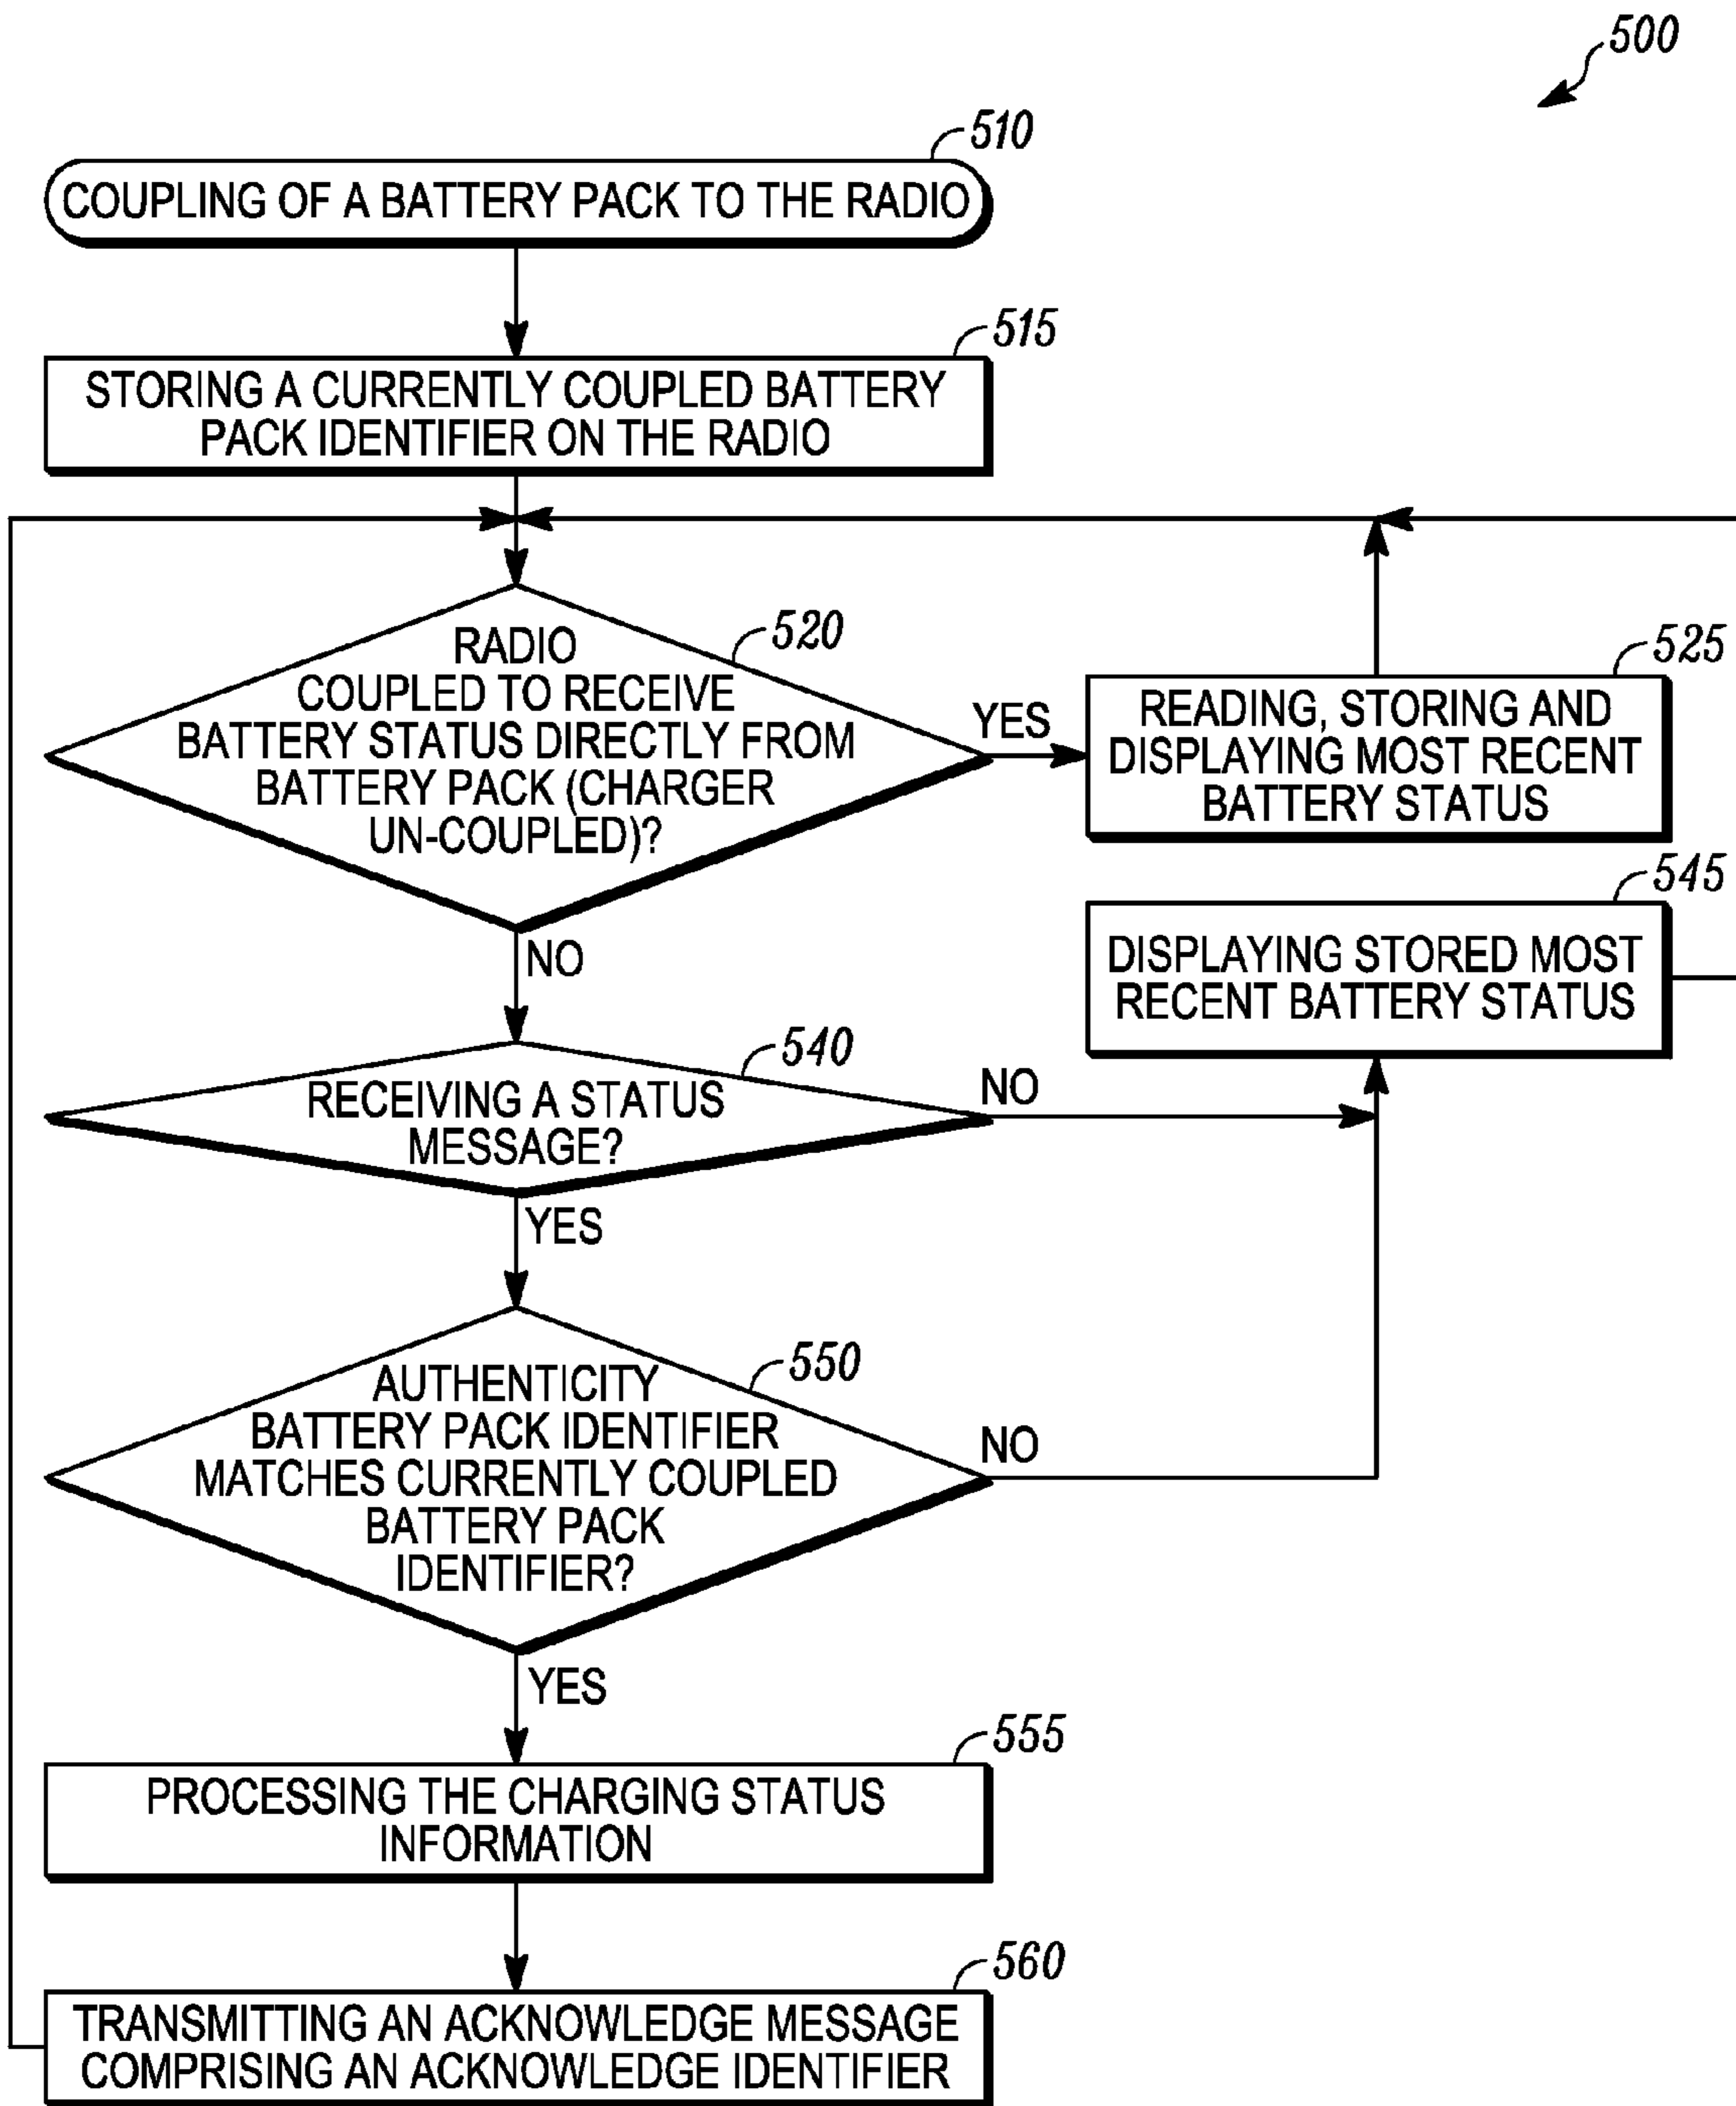 500
510
COUPLING OF A BATTERY PACK TO THE RADIO
515
STORING A CURRENTLY COUPLED BATTERY
PACK IDENTIFIER ON THE RADIO
520
RADIO
COUPLED TO RECEIVE
BATTERY STATUS DIRECTLY FROM
BATTERY PACK (CHARGER
UN-COUPLED)?
YES
525
READING, STORING AND
DISPLAYING MOST RECENT
BATTERY STATUS
NO
545
DISPLAYING STORED MOST
RECENT BATTERY STATUS
540
RECEIVING A STATUS
MESSAGE?
NO
YES
550
AUTHENTICITY
BATTERY PACK IDENTIFIER
MATCHES CURRENTLY COUPLED
BATTERY PACK
IDENTIFIER?
NO
YES
555
PROCESSING THE CHARGING STATUS
INFORMATION
560
TRANSMITTING AN ACKNOWLEDGE MESSAGE
COMPRISING AN ACKNOWLEDGE IDENTIFIER